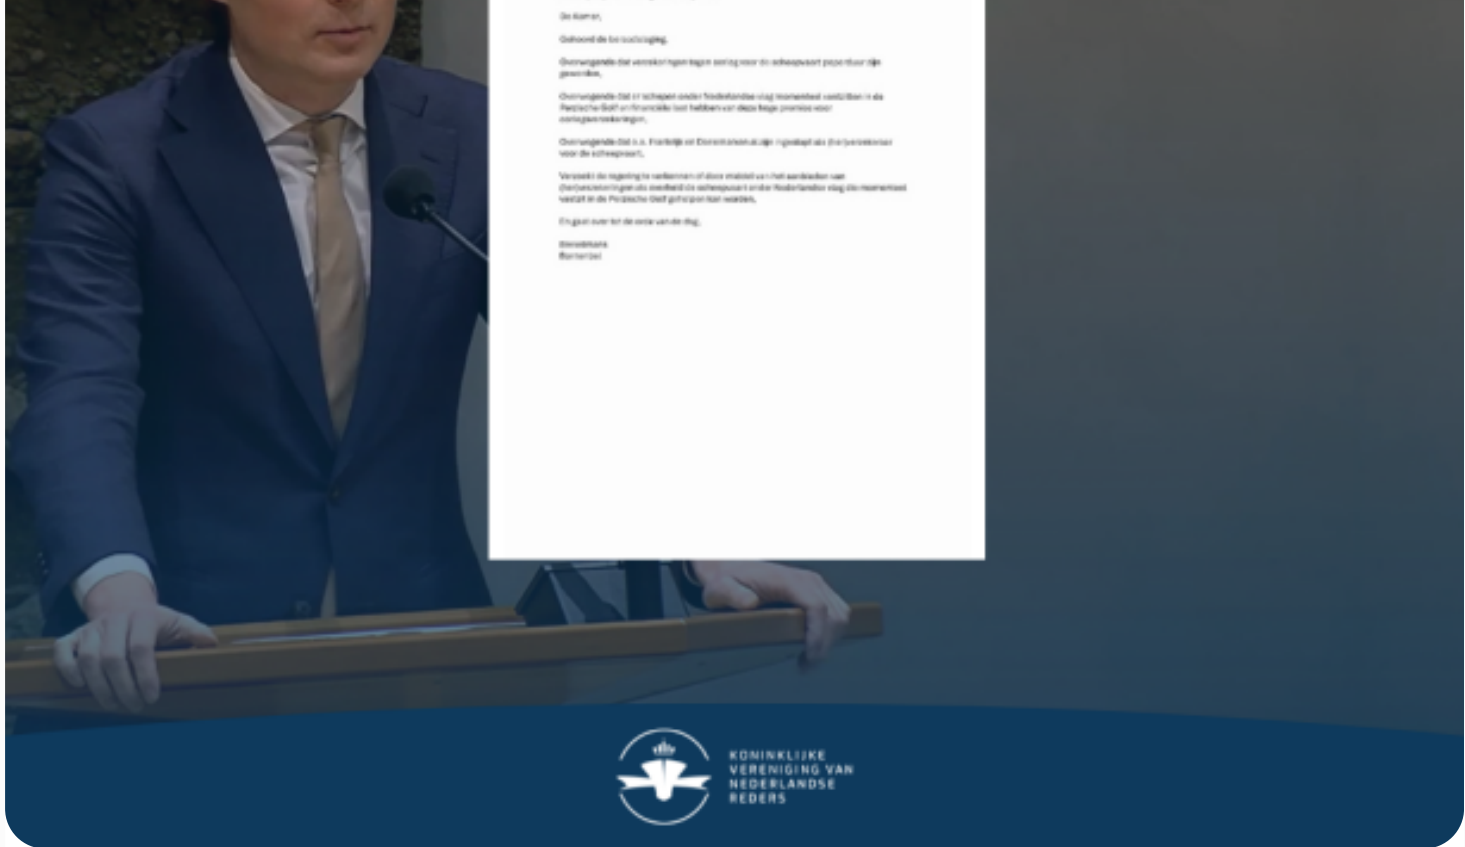 De Kamer,
Gehoord de beraadslaging,
Overwegende dat verzekeringen tegen oorlog voor de scheepvaart peperduur zijn
geworden,
Overwegende dat er schepen onder Nederlandse vlag momenteel vastzitten in de
Perzische Golf en financiële last hebben van deze hoge premies voor
oorlogsverzekeringen,
Overwegende dat o.a. Frankrijk en Denemarken al zijn ingestapt als (her)verzekeraar
voor de scheepvaart,
Verzoekt de regering te verkennen of door middel van het aanbieden van
(her)verzekeringen als overheid de scheepvaart onder Nederlandse vlag die momenteel
vastzit in de Perzische Golf geholpen kan worden,
En gaat over tot de orde van de dag,
KONINKLIJKE
VERENIGING VAN
NEDERLANDSE
REDERS